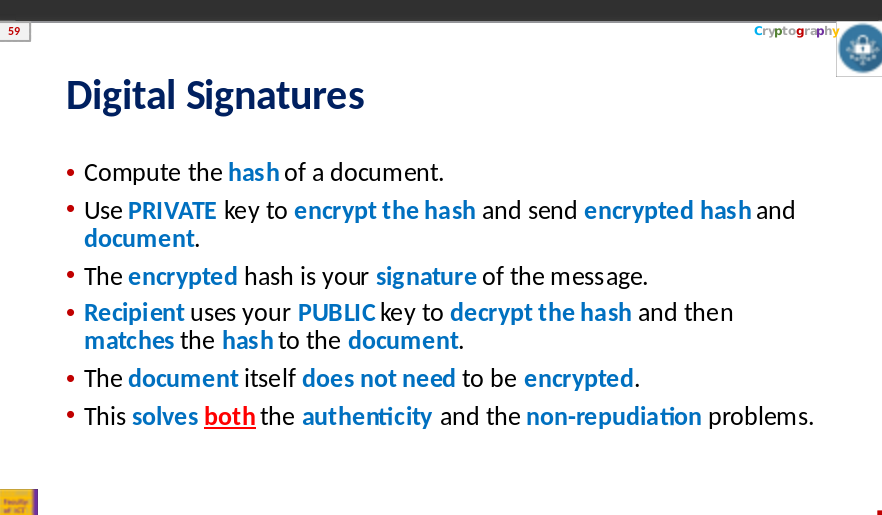 59
Cryptography
Digital Signatures
• Compute the hash of a document.
• Use PRIVATE key to encrypt the hash and send encrypted hash and
document.
• The encrypted hash is your signature of the message.
• Recipient uses your PUBLIC key to decrypt the hash and then
matches the hash to the document.
• The document itself does not need to be encrypted.
• This solves both the authenticity and the non-repudiation problems.
Faculty
of ICT